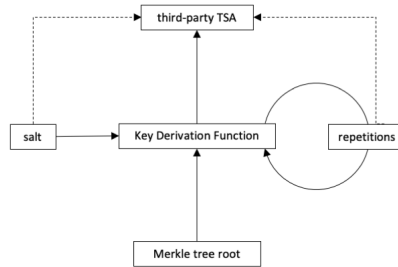 third-party TSA
salt
Key Derivation Function
repetitions
Merkle tree root